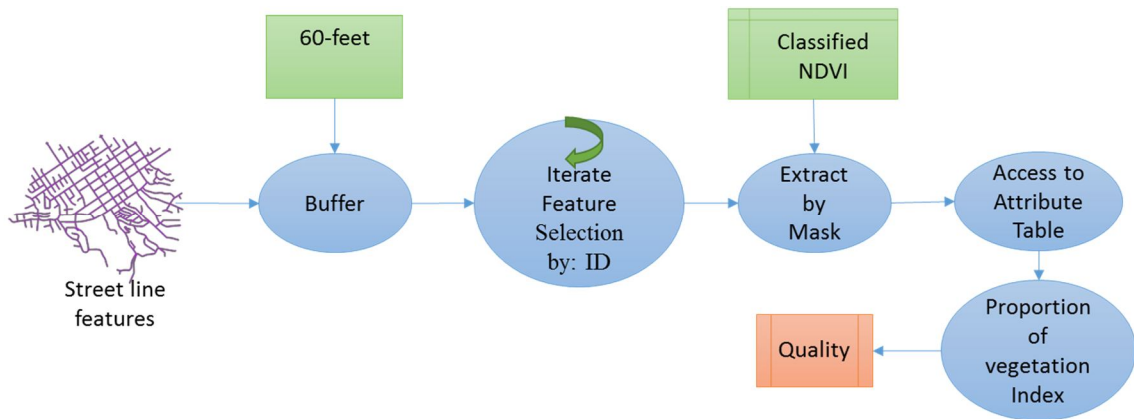 60-feet
Classified
NDVI
Street line
features
Buffer
Iterate
Feature
Selection
by: ID
Extract
by
Mask
Access to
Attribute
Table
Proportion
of
vegetation
Index
Quality